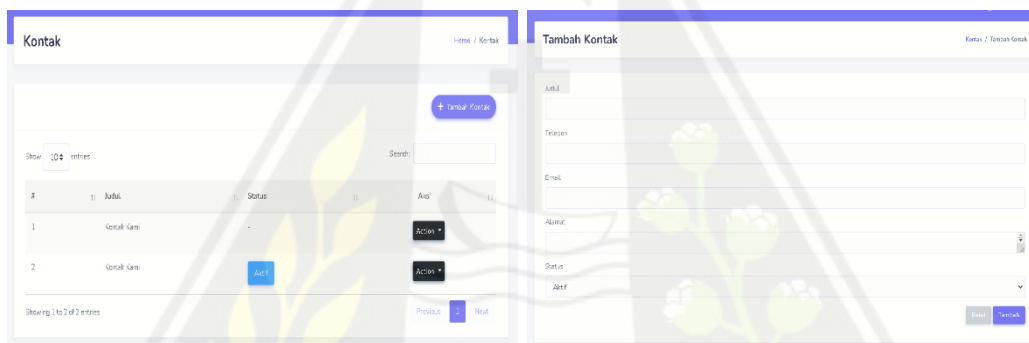 Kontak
Home / Kontak
+ Tambah Kontak
Show 10 entries
Search:
# Judul Status Aksi
1 Kontak Kami - Action
2 Kontak Kami Aktif Action
Showing 1 to 2 of 2 entries
Previous 1 Next
Tambah Kontak
Kontak / Tambah Kontak
Judul
Telepon
Email
Alamat
Status
Aktif
Batal Tambah